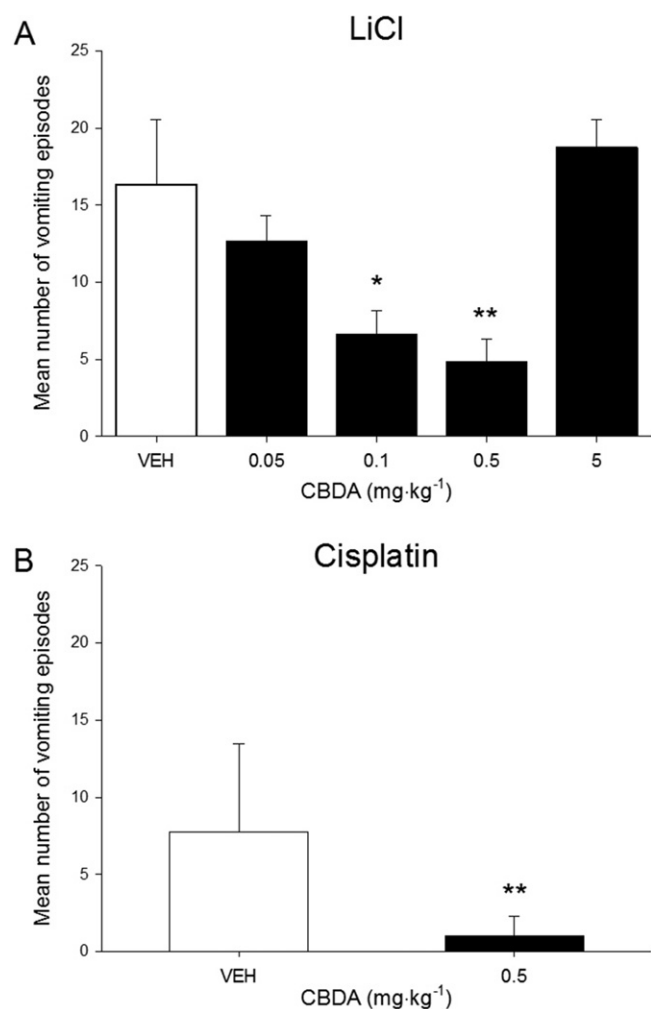 A
LiCl
Mean number of vomiting episodes
25
20
15
10
5
0
*
**
VEH 0.05 0.1 0.5 5
CBDA (mg·kg⁻¹)
B
Cisplatin
Mean number of vomiting episodes
25
20
15
10
5
0
**
VEH 0.5
CBDA (mg·kg⁻¹)